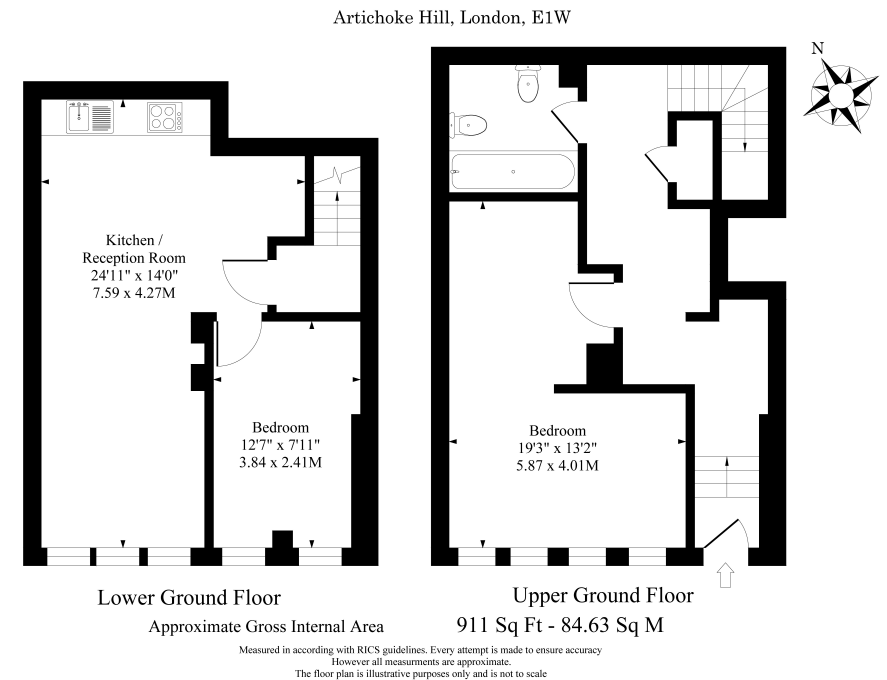 Artichoke Hill, London, E1W
N
Kitchen /
Reception Room
24'11" x 14'0"
7.59 x 4.27M
Bedroom
12'7" x 7'11"
3.84 x 2.41M
Bedroom
19'3" x 13'2"
5.87 x 4.01M
Lower Ground Floor
Upper Ground Floor
Approximate Gross Internal Area
911 Sq Ft - 84.63 Sq M
Measured in according with RICS guidelines. Every attempt is made to ensure accuracy
However all measurments are approximate.
The floor plan is illustrative purposes only and is not to scale